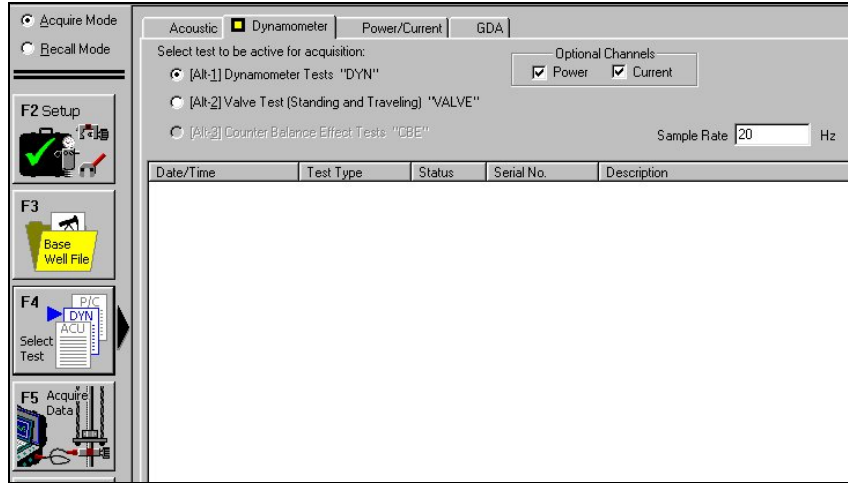 Acquire Mode
Recall Mode
F2 Setup
F3
Base
Well File
F4
P/C
DYN
ACU
Select
Test
F5 Acquire
Data
Acoustic
Dynamometer
Power/Current
GDA
Select test to be active for acquisition:
[Alt-1] Dynamometer Tests "DYN"
[Alt-2] Valve Test (Standing and Traveling) "VALVE"
[Alt-3] Counter Balance Effect Tests "CBE"
Optional Channels
Power
Current
Sample Rate 20 Hz
Date/Time Test Type Status Serial No. Description